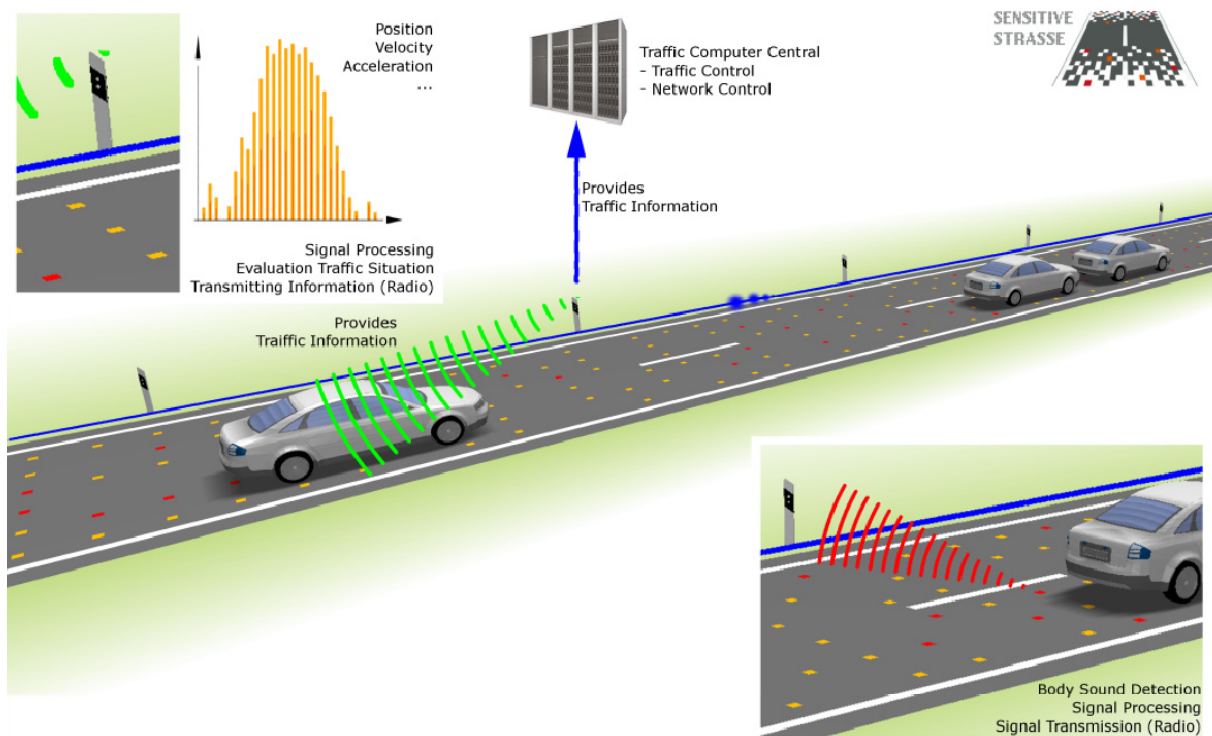 Position
Velocity
Acceleration
...
Signal Processing
Evaluation Traffic Situation
Transmitting Information (Radio)
Traffic Computer Central
- Traffic Control
- Network Control
SENSITIVE
STRASSE
Provides
Traffic Information
Provides
Traiffic Information
Body Sound Detection
Signal Processing
Signal Transmission (Radio)